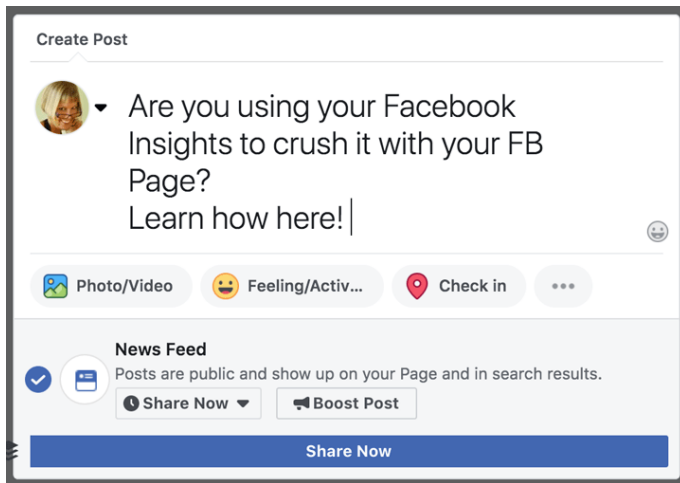 Create Post
Are you using your Facebook
Insights to crush it with your FB
Page?
Learn how here!
Photo/Video
Feeling/Activ...
Check in
News Feed
Posts are public and show up on your Page and in search results.
Share Now
Boost Post
Share Now